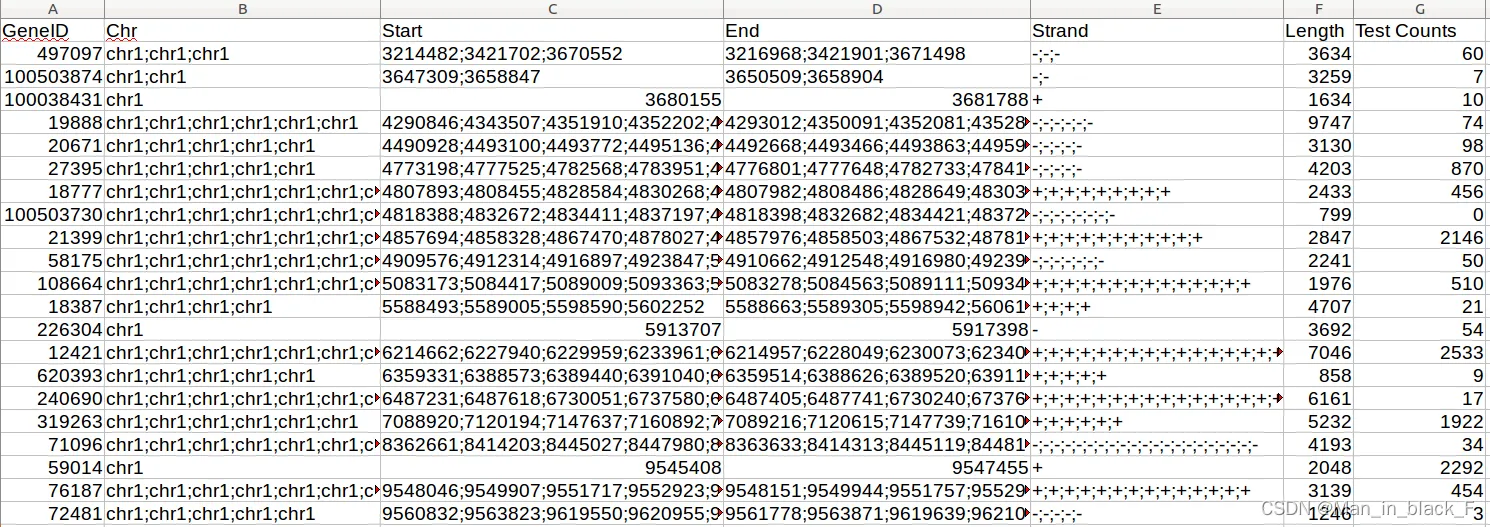 A B C D E F G
GeneID Chr Start End Strand Length Test Counts
497097 chr1;chr1;chr1 3214482;3421702;3670552 3216968;3421901;3671498 -;-;- 3634 60
100503874 chr1;chr1 3647309;3658847 3650509;3658904 -;- 3259 7
100038431 chr1 3680155 3681788 + 1634 10
19888 chr1;chr1;chr1;chr1;chr1;chr1 4290846;4343507;4351910;4352202;4 4293012;4350091;4352081;43528 -;-;-;-;-;- 9747 74
20671 chr1;chr1;chr1;chr1;chr1 4490928;4493100;4493772;4495136;4 4492668;4493466;4493863;44959 -;-;-;-;- 3130 98
27395 chr1;chr1;chr1;chr1;chr1 4773198;4777525;4782568;4783951;4 4776801;4777648;4782733;47841 -;-;-;-;- 4203 870
18777 chr1;chr1;chr1;chr1;chr1;chr1;c 4807893;4808455;4828584;4830268;4 4807982;4808486;4828649;48303 +;+;+;+;+;+;+;+;+ 2433 456
100503730 chr1;chr1;chr1;chr1;chr1;chr1;c 4818388;4832672;4834411;4837197;4 4818398;4832682;4834421;48372 -;-;-;-;-;-;-;- 799 0
21399 chr1;chr1;chr1;chr1;chr1;chr1;c 4857694;4858328;4867470;4878027;4 4857976;4858503;4867532;48781 +;+;+;+;+;+;+;+;+;+;+ 2847 2146
58175 chr1;chr1;chr1;chr1;chr1;chr1;c 4909576;4912314;4916897;4923847;5 4910662;4912548;4916980;49239 -;-;-;-;-;-;- 2241 50
108664 chr1;chr1;chr1;chr1;chr1;chr1;c 5083173;5084417;5089009;5093363;5 5083278;5084563;5089111;50934 +;+;+;+;+;+;+;+;+;+;+;+;+;+ 1976 510
18387 chr1;chr1;chr1;chr1 5588493;5589005;5598590;5602252 5588663;5589305;5598942;56061 +;+;+;+ 4707 21
226304 chr1 5913707 5917398 - 3692 54
12421 chr1;chr1;chr1;chr1;chr1;chr1;c 6214662;6227940;6229959;6233961;6 6214957;6228049;6230073;62340 +;+;+;+;+;+;+;+;+;+;+;+;+;+;+;+ 7046 2533
620393 chr1;chr1;chr1;chr1;chr1 6359331;6388573;6389440;6391040;6 6359514;6388626;6389520;63911 +;+;+;+;+ 858 9
240690 chr1;chr1;chr1;chr1;chr1;chr1;c 6487231;6487618;6730051;6737580;6 6487405;6487741;6730240;67376 +;+;+;+;+;+;+;+;+;+;+;+;+;+;+;+ 6161 17
319263 chr1;chr1;chr1;chr1;chr1;chr1 7088920;7120194;7147637;7160892;7 7089216;7120615;7147739;71610 +;+;+;+;+;+ 5232 1922
71096 chr1;chr1;chr1;chr1;chr1;chr1;c 8362661;8414203;8445027;8447980;8 8363633;8414313;8445119;84481 -;-;-;-;-;-;-;-;-;-;-;-;-;-;-;-;-;-;-;-;- 4193 34
59014 chr1 9545408 9547455 + 2048 2292
76187 chr1;chr1;chr1;chr1;chr1;chr1;c 9548046;9549907;9551717;9552923;9 9548151;9549944;9551757;95529 +;+;+;+;+;+;+;+;+;+;+;+;+;+ 3139 454
72481 chr1;chr1;chr1;chr1;chr1 9560832;9563823;9619550;9620955;9 9561778;9563871;9619639;96210 -;-;-;-;- 1246 3
CSDN @Man_in_black_F